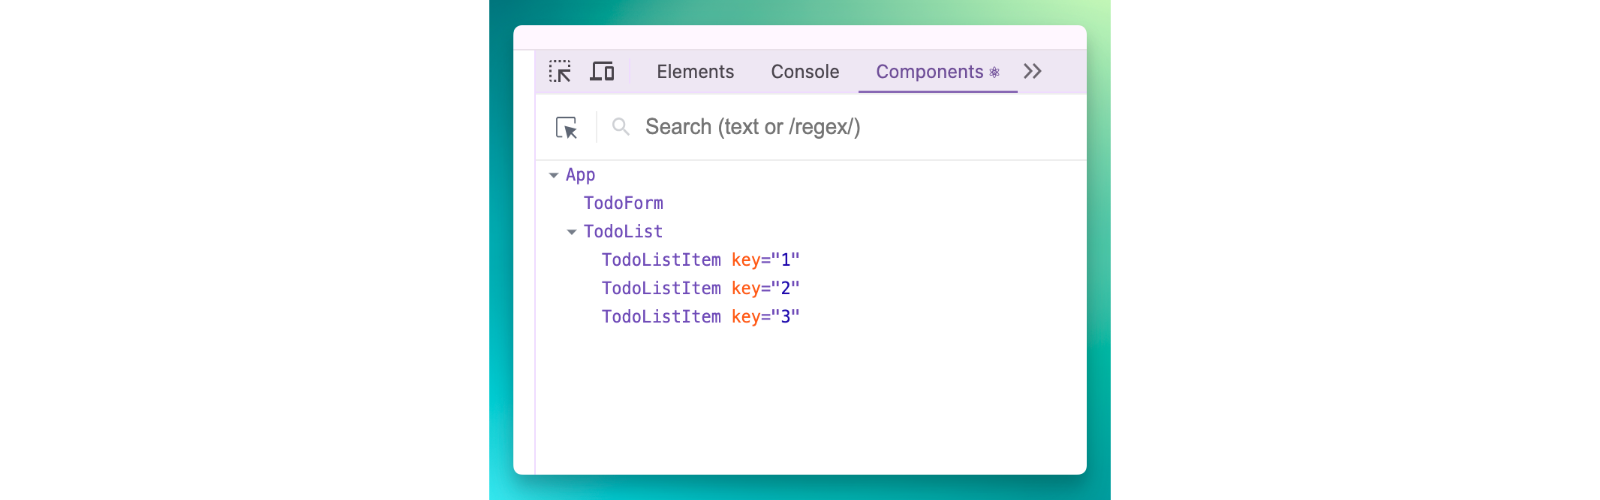 Elements Console Components ⚛
Search (text or /regex/)
App
TodoForm
TodoList
TodoListItem key="1"
TodoListItem key="2"
TodoListItem key="3"